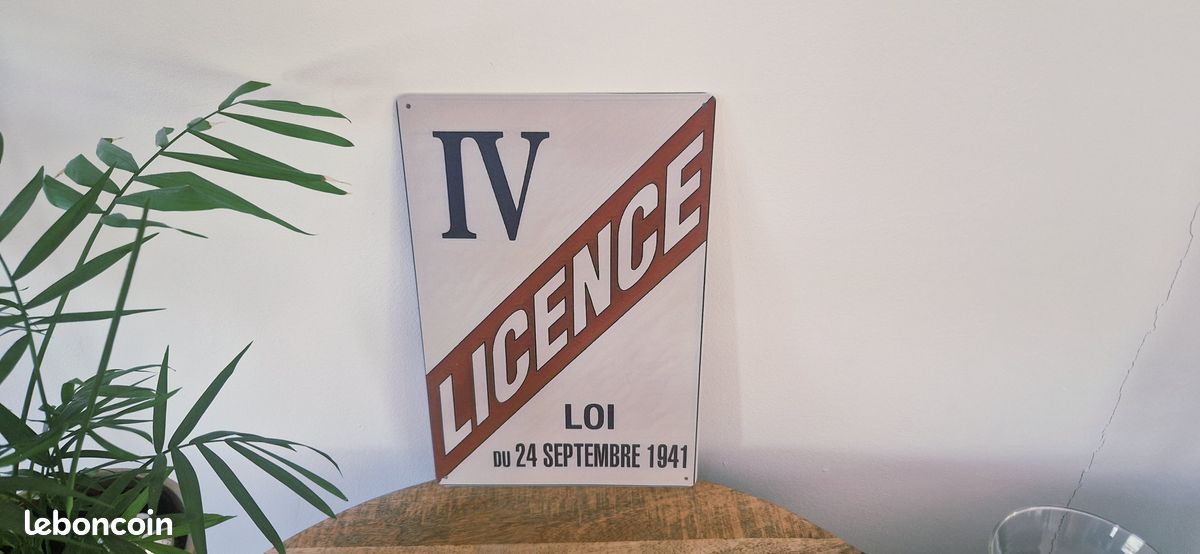 IV
LICENCE
LOI
DU 24 SEPTEMBRE 1941
leboncoin